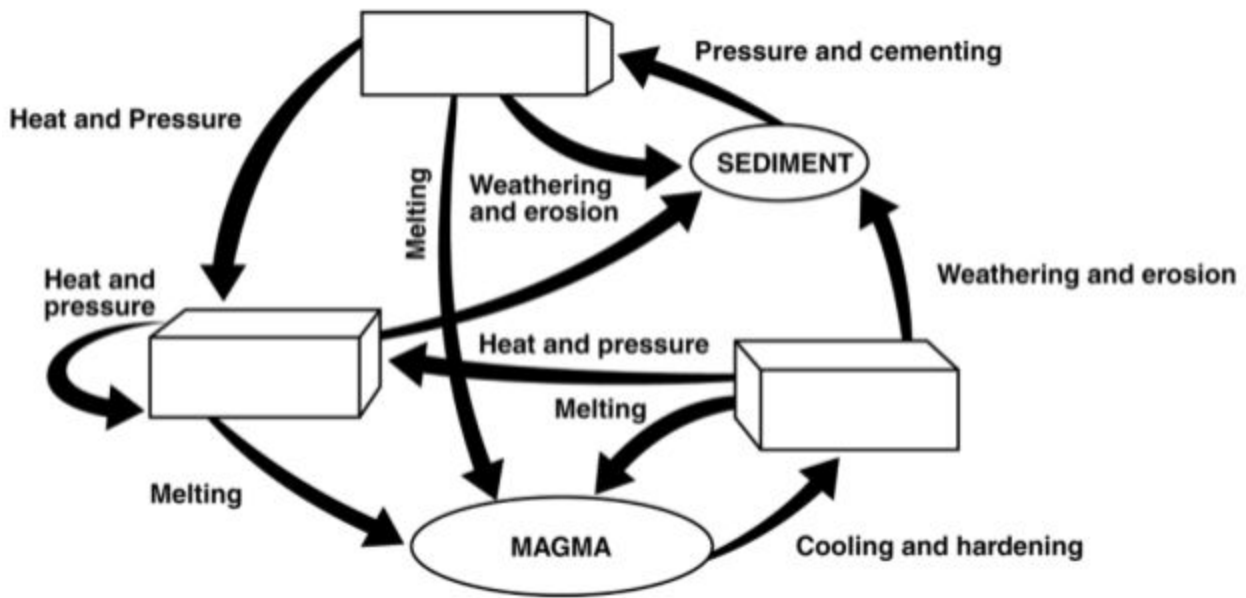 Pressure and cementing
Heat and Pressure
SEDIMENT
Melting
Weathering
and erosion
Heat and
pressure
Weathering and erosion
Heat and pressure
Melting
Melting
MAGMA
Cooling and hardening